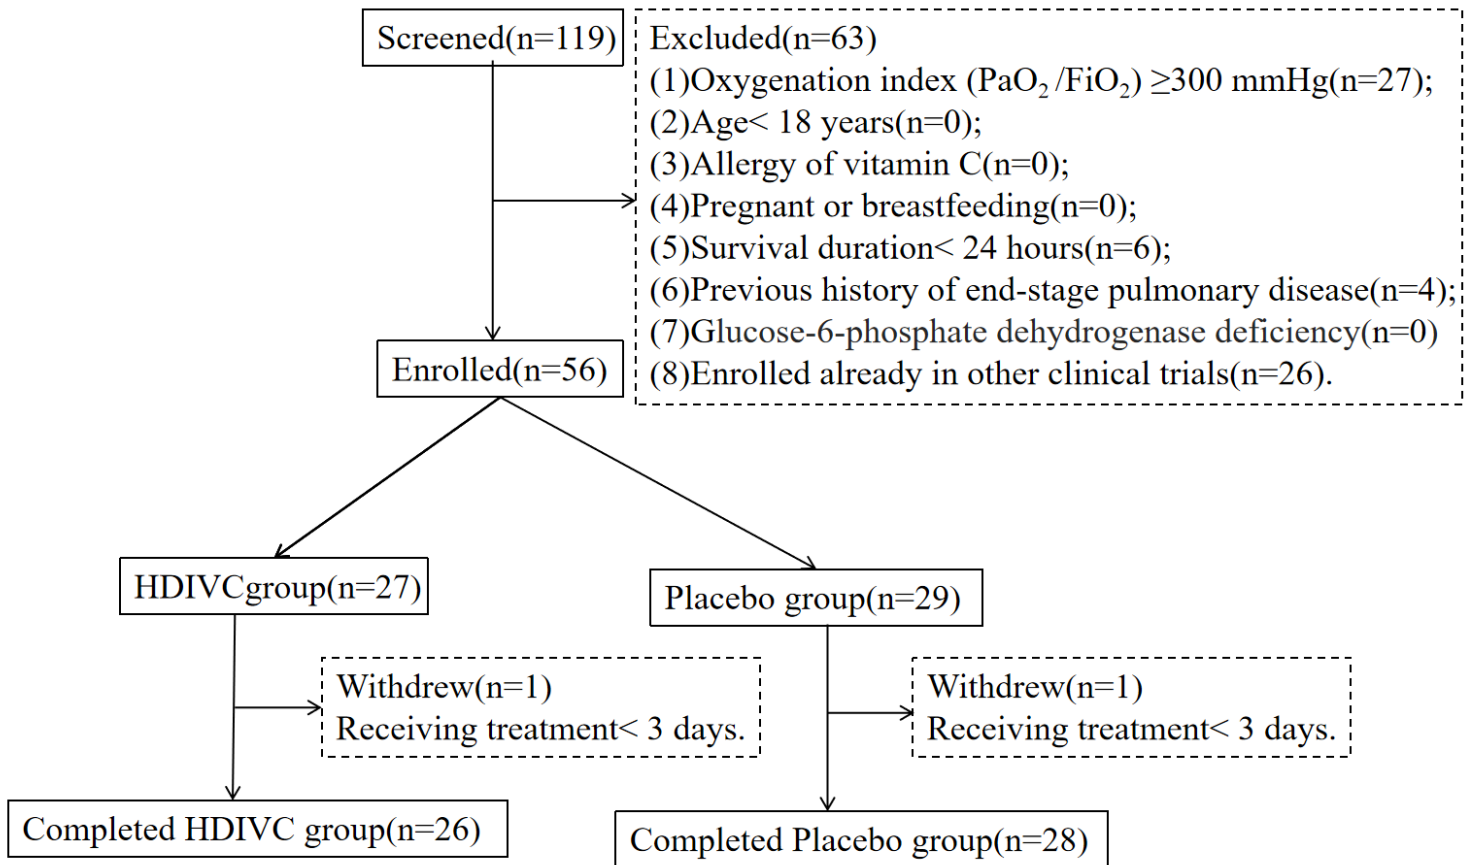 Screened(n=119)
Excluded(n=63)
(1)Oxygenation index (PaO₂ /FiO₂) ≥300 mmHg(n=27);
(2)Age< 18 years(n=0);
(3)Allergy of vitamin C(n=0);
(4)Pregnant or breastfeeding(n=0);
(5)Survival duration< 24 hours(n=6);
(6)Previous history of end-stage pulmonary disease(n=4);
(7)Glucose-6-phosphate dehydrogenase deficiency(n=0)
(8)Enrolled already in other clinical trials(n=26).
Enrolled(n=56)
HDIVCgroup(n=27)
Placebo group(n=29)
Withdrew(n=1)
Receiving treatment< 3 days.
Withdrew(n=1)
Receiving treatment< 3 days.
Completed HDIVC group(n=26)
Completed Placebo group(n=28)